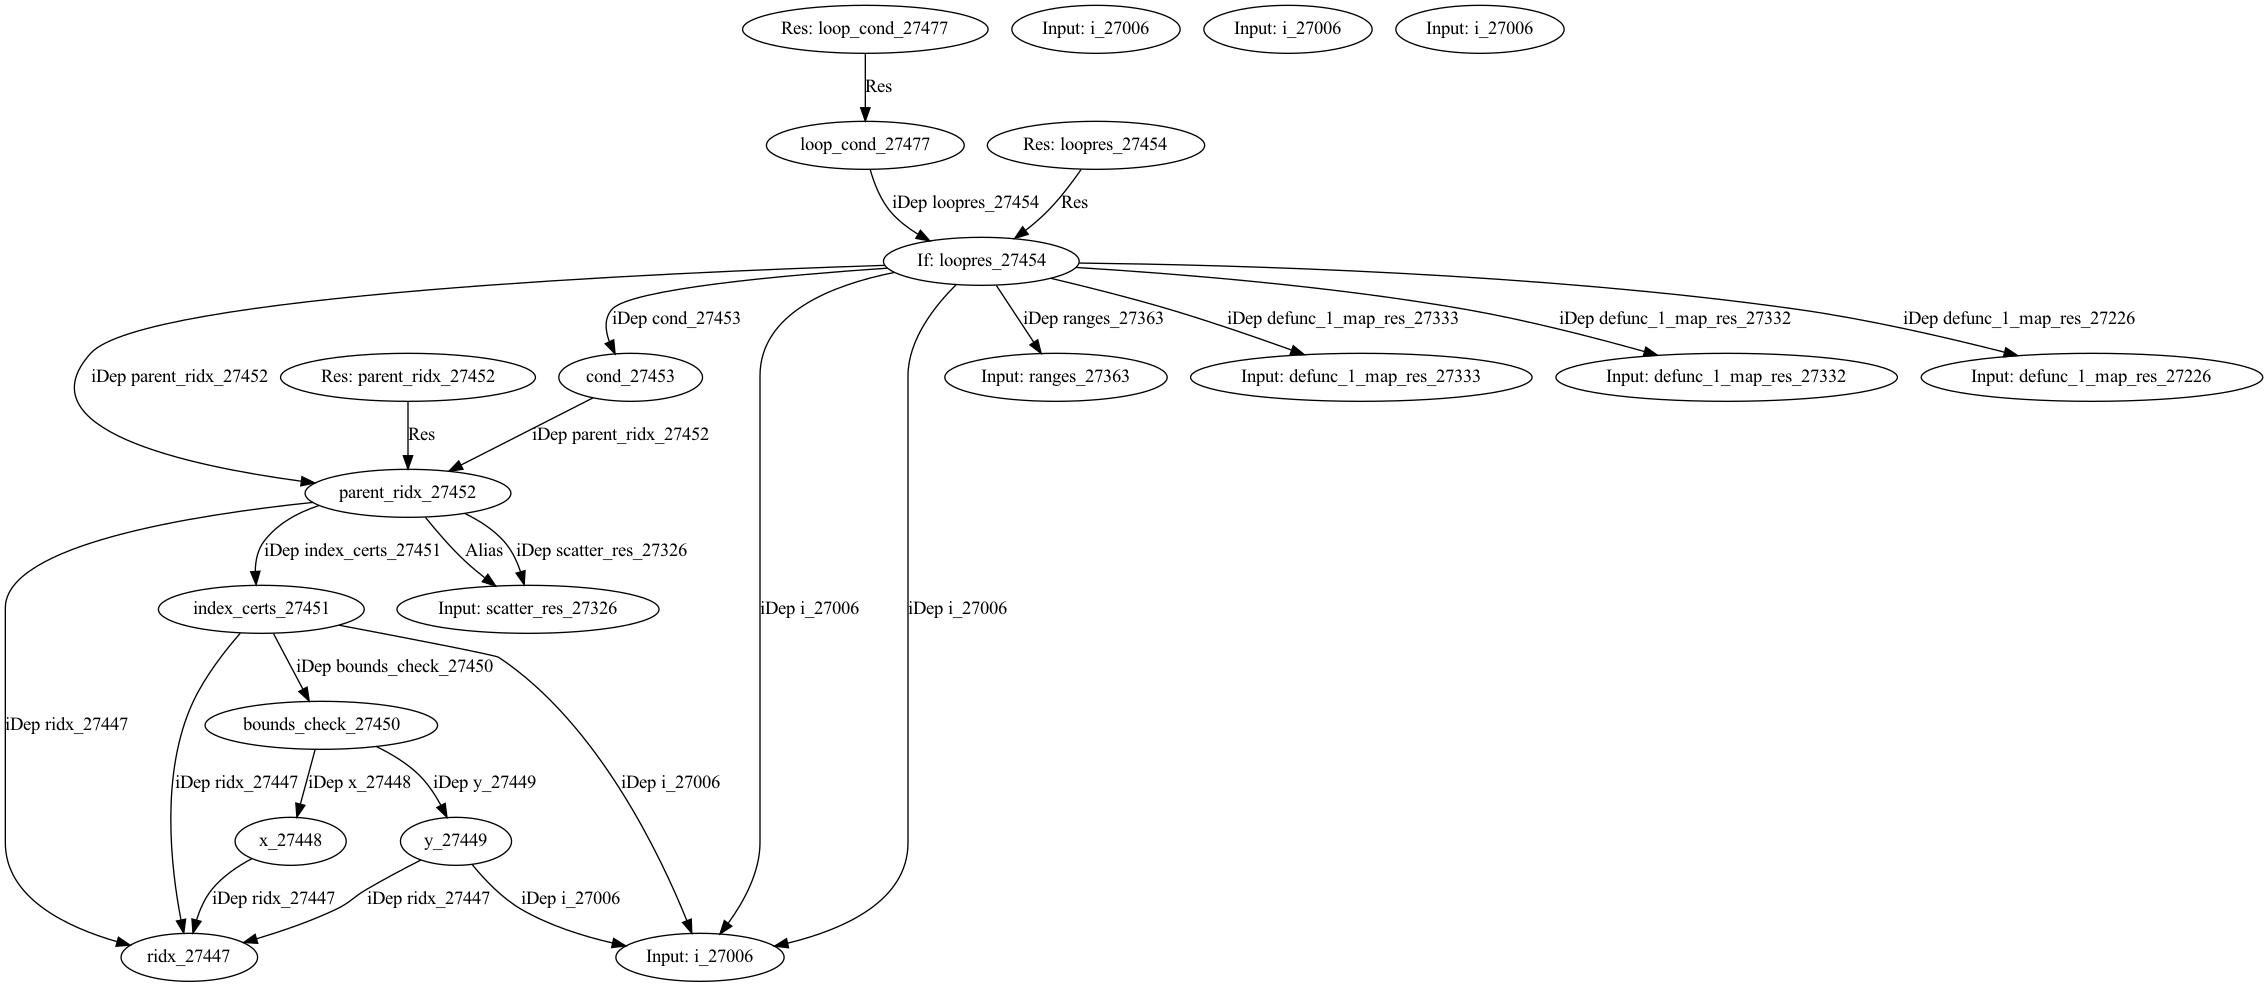 Res: loop_cond_27477
Input: i_27006
Input: i_27006
Input: i_27006
Res
loop_cond_27477
Res: loopres_27454
iDep loopres_27454
Res
If: loopres_27454
iDep cond_27453
iDep ranges_27363
iDep defunc_1_map_res_27333
iDep defunc_1_map_res_27332
iDep defunc_1_map_res_27226
iDep parent_ridx_27452
Res: parent_ridx_27452
cond_27453
Input: ranges_27363
Input: defunc_1_map_res_27333
Input: defunc_1_map_res_27332
Input: defunc_1_map_res_27226
Res
iDep parent_ridx_27452
parent_ridx_27452
iDep index_certs_27451
Alias
iDep scatter_res_27326
index_certs_27451
Input: scatter_res_27326
iDep i_27006
iDep i_27006
iDep bounds_check_27450
iDep ridx_27447
bounds_check_27450
iDep ridx_27447
iDep x_27448
iDep y_27449
iDep i_27006
x_27448
y_27449
iDep ridx_27447
iDep ridx_27447
iDep i_27006
ridx_27447
Input: i_27006